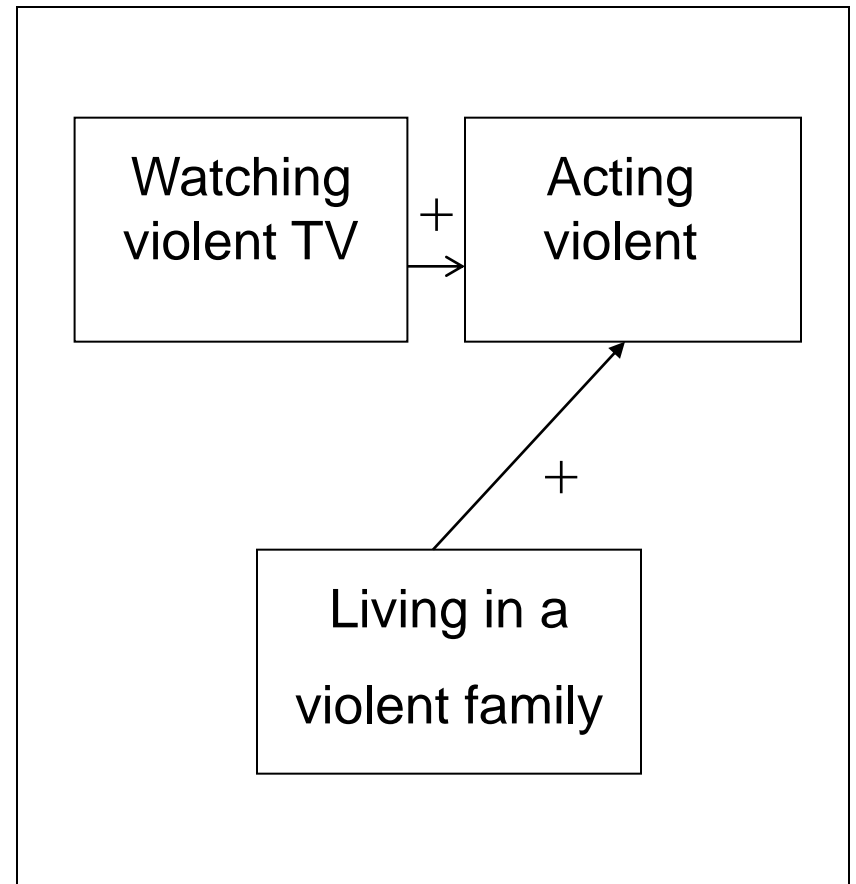 Watching
violent TV
+
Acting
violent
+
Living in a
violent family